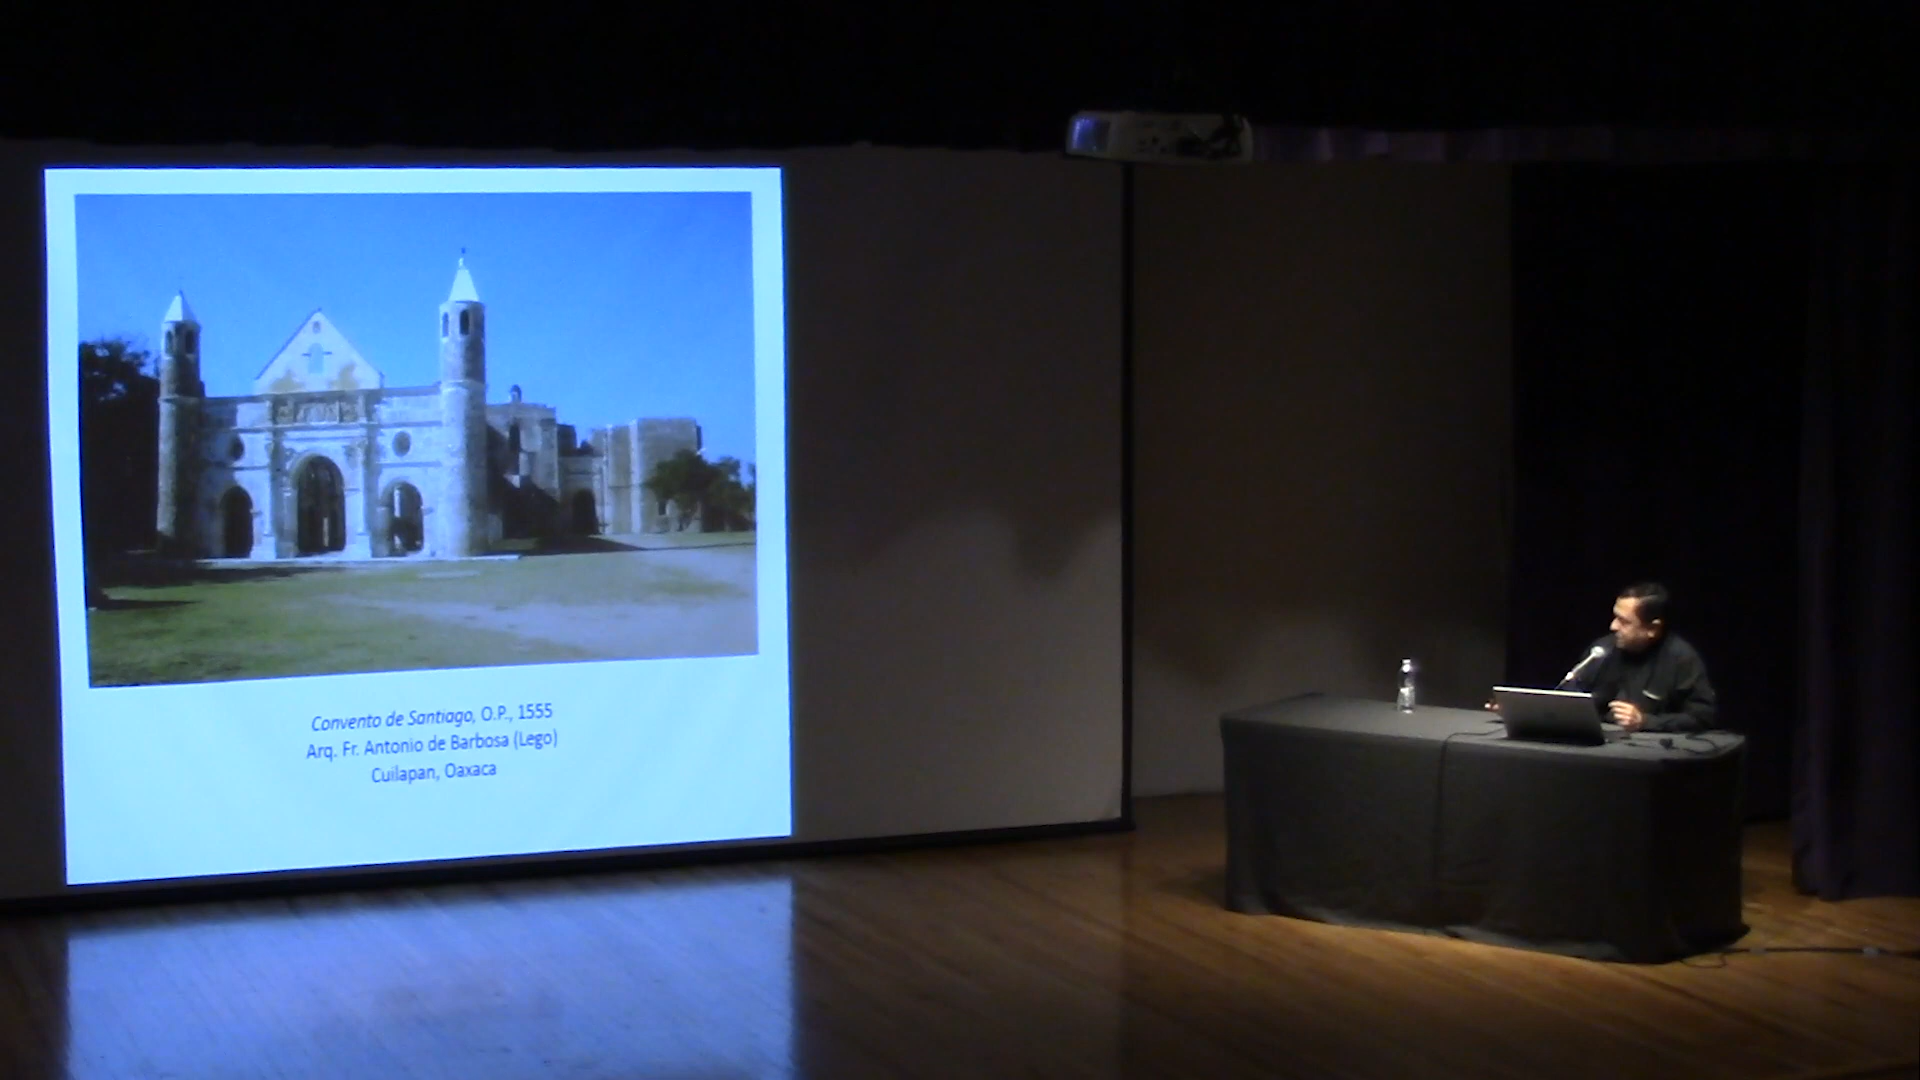 Convento de Santiago, O.P., 1555
Arq. Fr. Antonio de Barbosa (Lego)
Cuilapan, Oaxaca